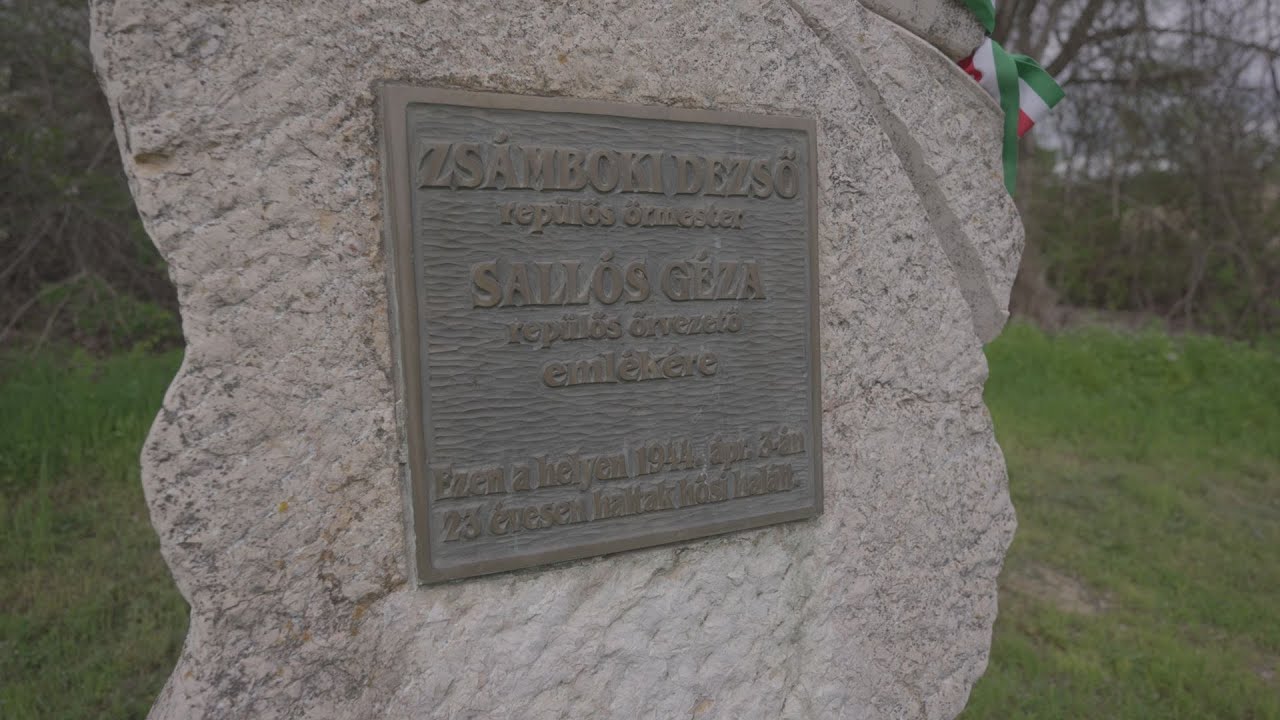 ZSÁMBOKI DEZSŐ
repülős őrmester
SALLÓS GÉZA
repülős őrvezető
emlékére
Ezen a helyen 1944. ápr. 3-án
23 évesen haltak hősi halált.